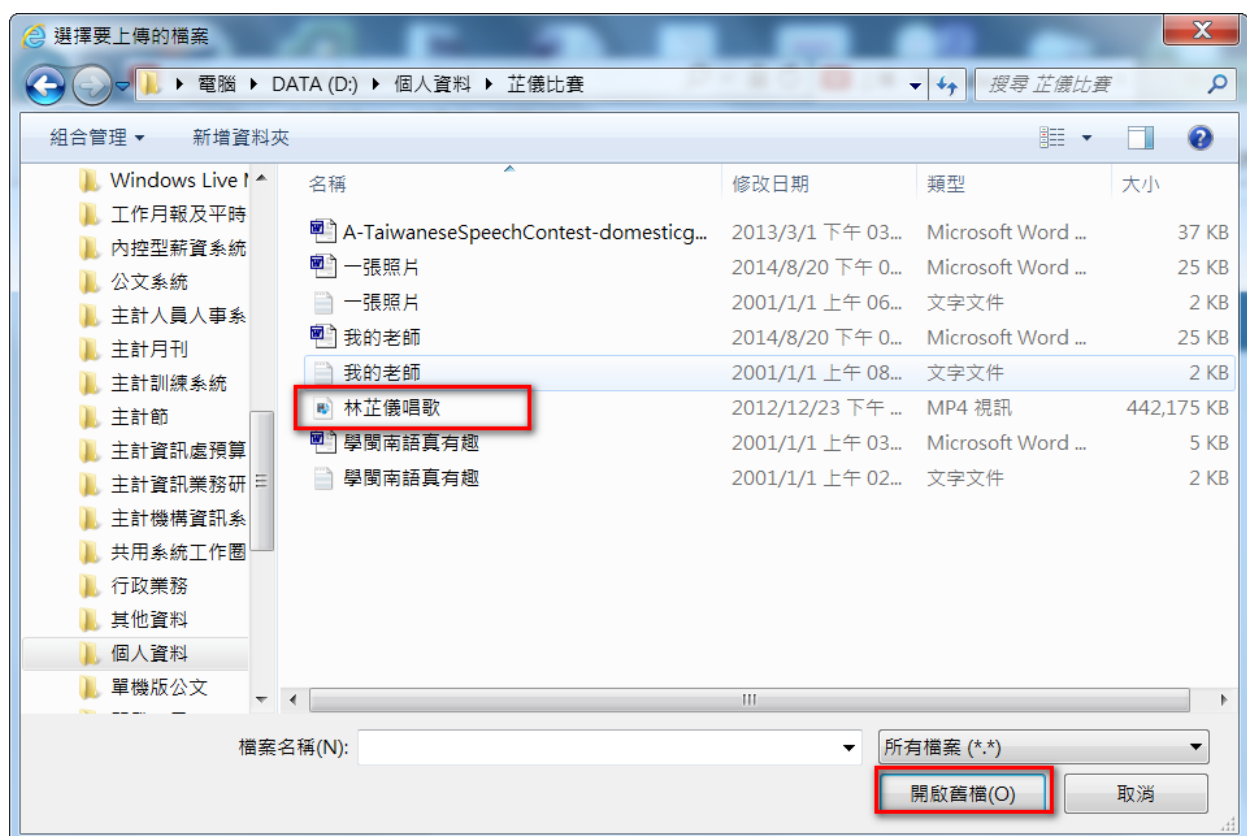 選擇要上傳的檔案
電腦 ▸ DATA (D:) ▸ 個人資料 ▸ 芷儀比賽
搜尋 芷儀比賽
組合管理 新增資料夾
Windows Live
工作月報及平時
內控型薪資系統
公文系統
主計人員人事系
主計月刊
主計訓練系統
主計節
主計資訊處預算
主計資訊業務研
主計機構資訊系
共用系統工作圈
行政業務
其他資料
個人資料
單機版公文
名稱 修改日期 類型 大小
A-TaiwaneseSpeechContest-domesticg... 2013/3/1 下午 03... Microsoft Word ... 37 KB
一張照片 2014/8/20 下午 0... Microsoft Word ... 25 KB
一張照片 2001/1/1 上午 06... 文字文件 2 KB
我的老師 2014/8/20 下午 0... Microsoft Word ... 25 KB
我的老師 2001/1/1 上午 08... 文字文件 2 KB
林芷儀唱歌 2012/12/23 下午 ... MP4 視訊 442,175 KB
學閩南語真有趣 2001/1/1 上午 03... Microsoft Word ... 5 KB
學閩南語真有趣 2001/1/1 上午 02... 文字文件 2 KB
檔案名稱(N): 所有檔案 (*.*)
開啟舊檔(O) 取消